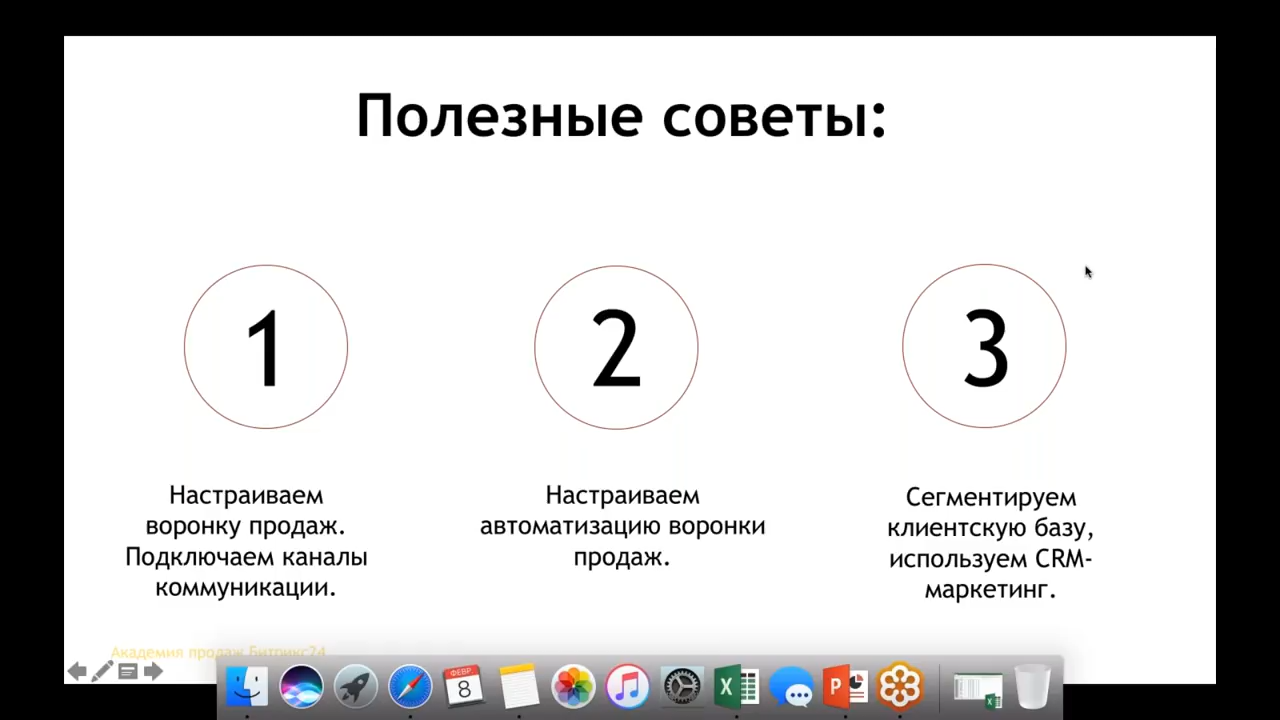 Полезные советы:
1
2
3
Настраиваем
воронку продаж.
Подключаем каналы
коммуникации.
Настраиваем
автоматизацию воронки
продаж.
Сегментируем
клиентскую базу,
используем CRM-
маркетинг.
Академия продаж Битрикс24
ФЕВР
8